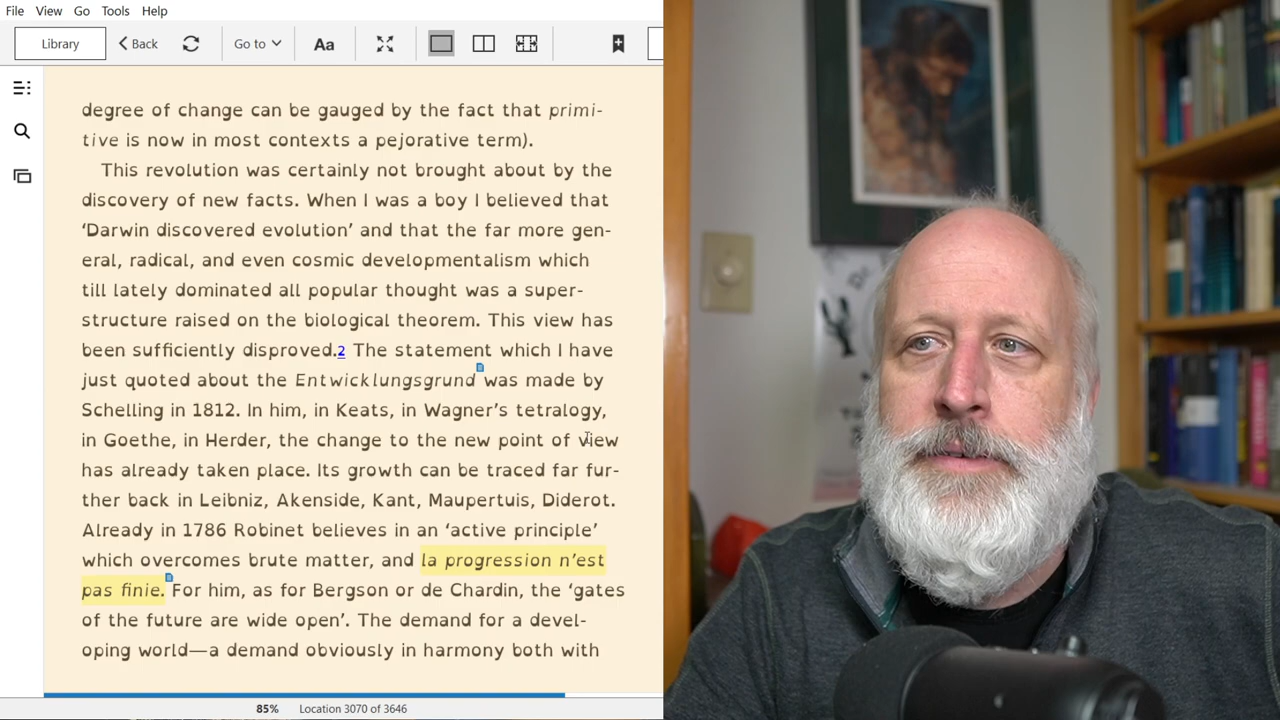 File View Go Tools Help
Library Back Go to Aa
degree of change can be gauged by the fact that primi-
tive is now in most contexts a pejorative term).
This revolution was certainly not brought about by the
discovery of new facts. When I was a boy I believed that
‘Darwin discovered evolution’ and that the far more gen-
eral, radical, and even cosmic developmentalism which
till lately dominated all popular thought was a super-
structure raised on the biological theorem. This view has
been sufficiently disproved.2 The statement which I have
just quoted about the Entwicklungsgrund was made by
Schelling in 1812. In him, in Keats, in Wagner’s tetralogy,
in Goethe, in Herder, the change to the new point of view
has already taken place. Its growth can be traced far fur-
ther back in Leibniz, Akenside, Kant, Maupertuis, Diderot.
Already in 1786 Robinet believes in an ‘active principle’
which overcomes brute matter, and la progression n’est
pas finie. For him, as for Bergson or de Chardin, the ‘gates
of the future are wide open’. The demand for a devel-
oping world—a demand obviously in harmony both with
85% Location 3070 of 3646